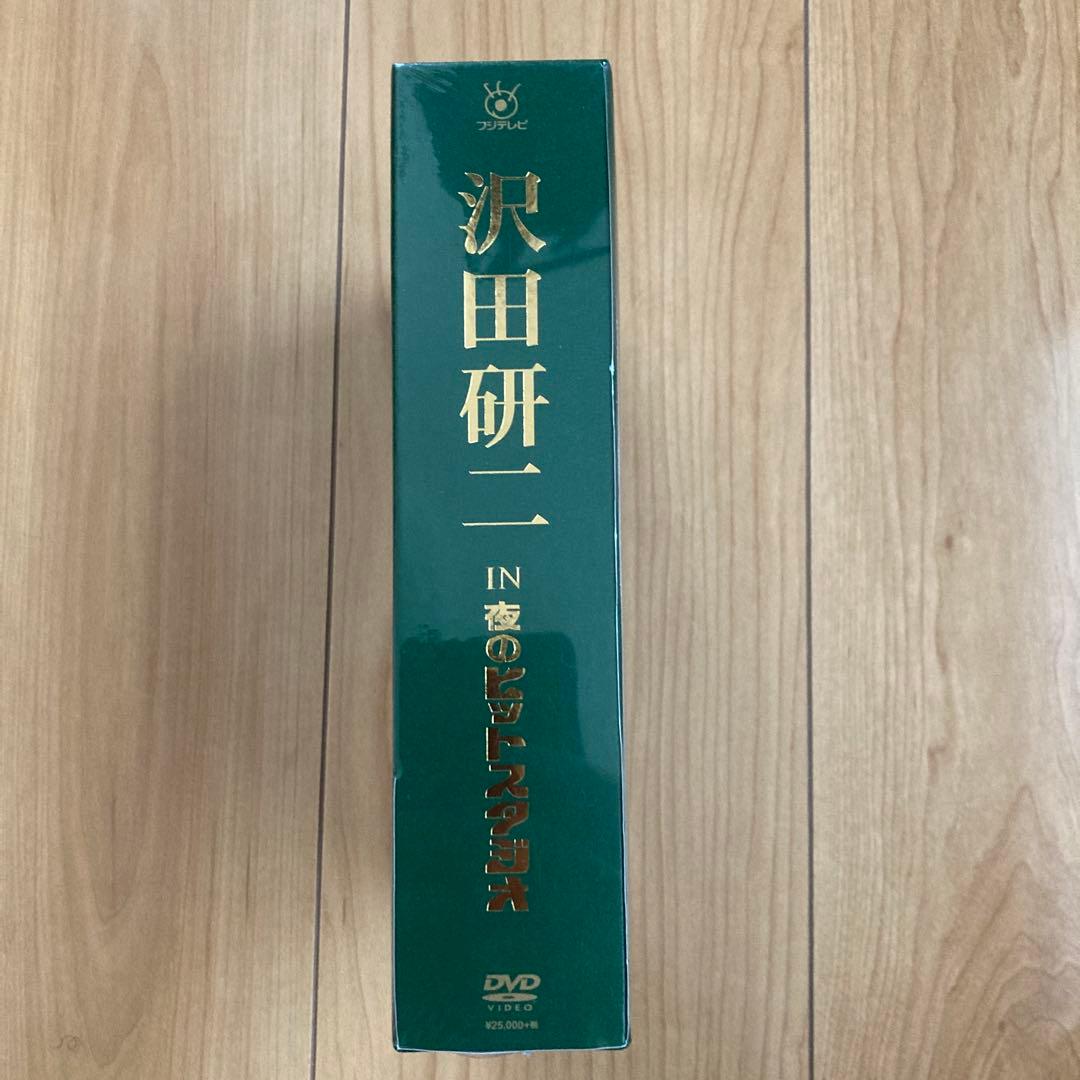 フジテレビ
沢田研二
IN
夜のヒットスタジオ
DVD
VIDEO
¥25,000+税